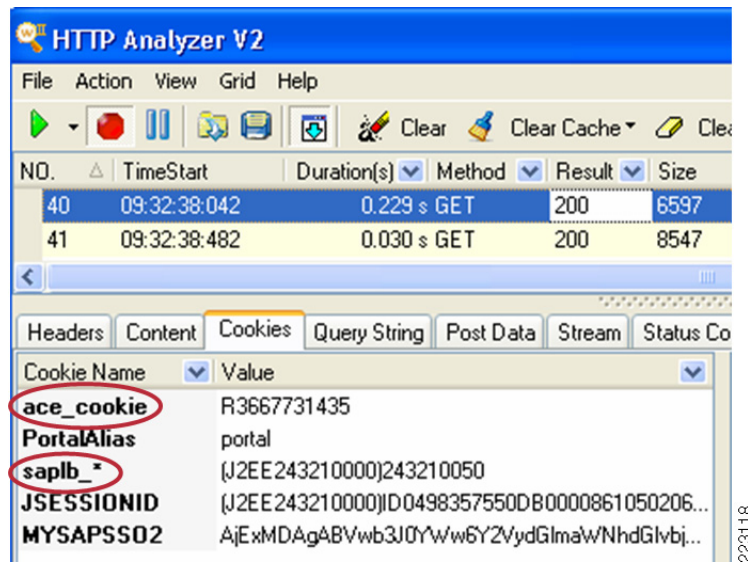 HTTP Analyzer V2
File Action View Grid Help
Clear Clear Cache
NO. TimeStart Duration(s) Method Result Size
40 09:32:38:042 0.229 s GET 200 6597
41 09:32:38:482 0.030 s GET 200 8547
Headers Content Cookies Query String Post Data Stream Status Co
Cookie Name Value
ace_cookie R3667731435
PortalAlias portal
saplb_* (J2EE243210000)243210050
JSESSIONID (J2EE243210000)ID0498357550DB0000861050206...
MYSAPSSO2
223118